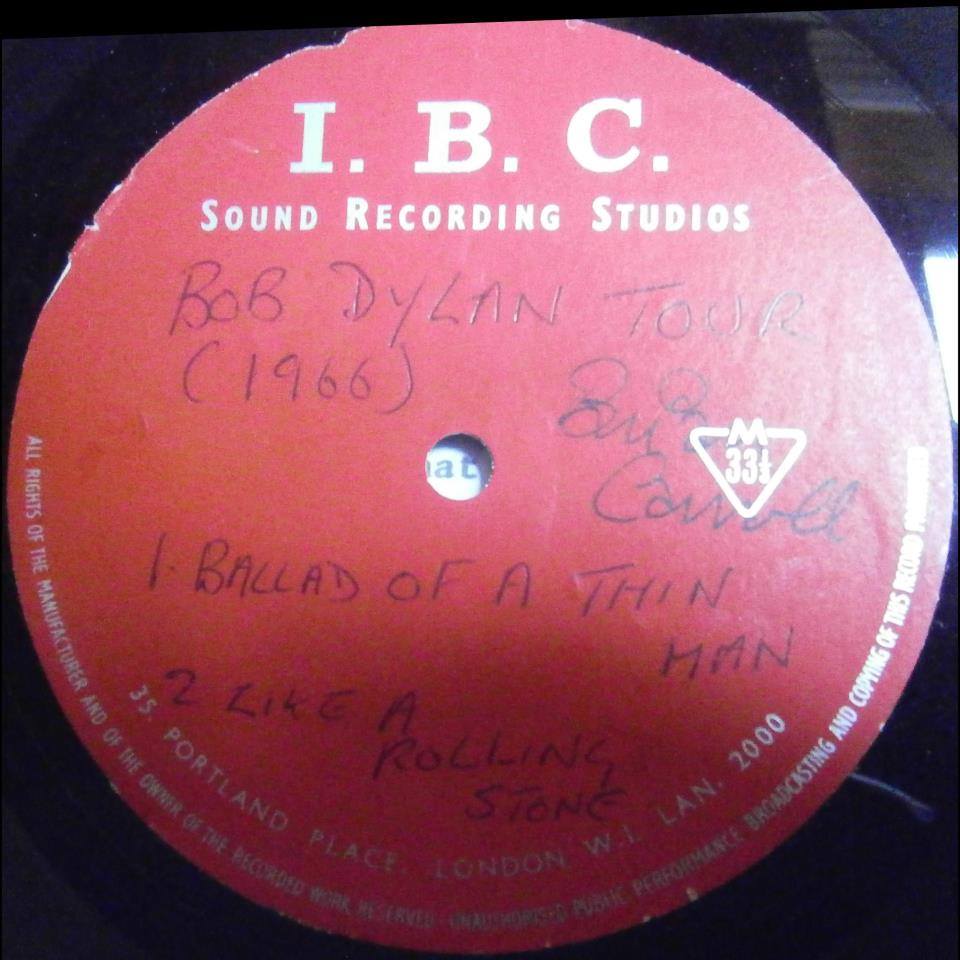 I. B. C.
SOUND RECORDING STUDIOS
BOB DYLAN TOUR
(1966)
Carroll
M
33⅓
at
1. BALLAD OF A THIN
MAN
2 LIKE A
ROLLING
STONE
35, PORTLAND PLACE, LONDON W.1. LAN. 2000
ALL RIGHTS OF THE MANUFACTURER AND OF THE OWNER OF THE RECORDED WORK RESERVED. UNAUTHORISED PUBLIC PERFORMANCE BROADCASTING AND COPYING OF THIS RECORD PROHIBITED